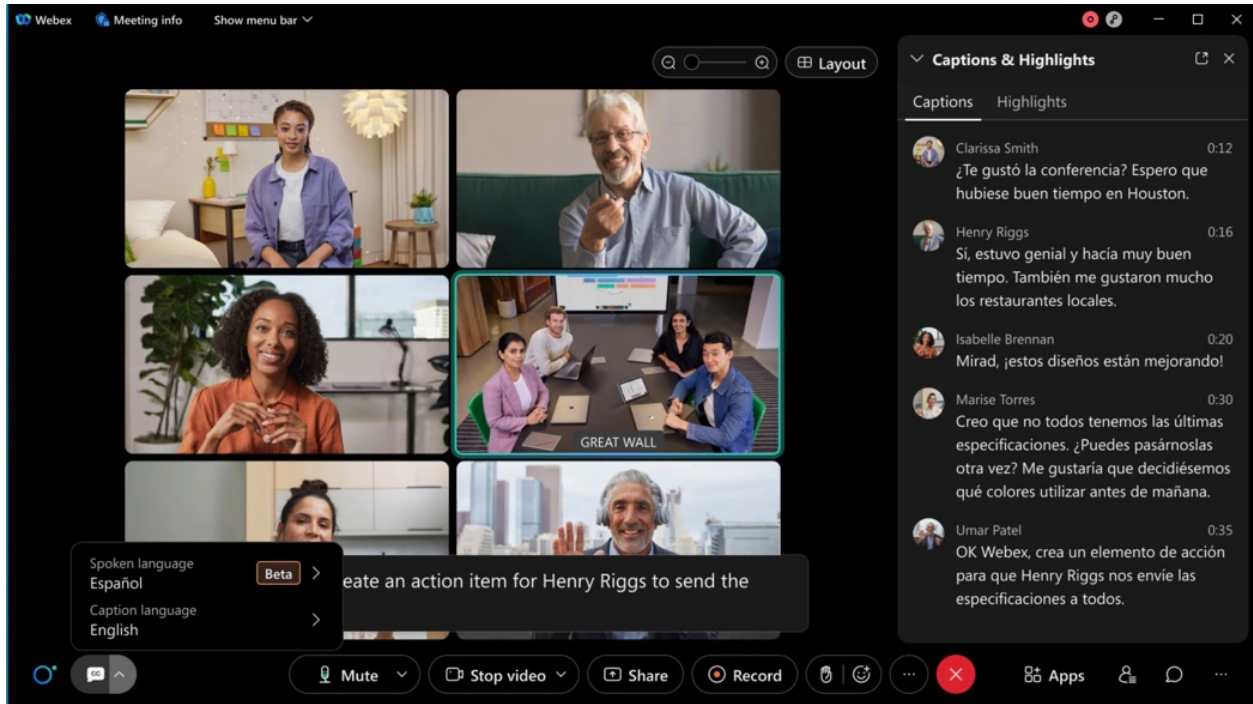 Webex
Meeting info
Show menu bar
Layout
Captions & Highlights
Captions
Highlights
Clarissa Smith
0:12
¿Te gustó la conferencia? Espero que
hubiese buen tiempo en Houston.
Henry Riggs
0:16
Sí, estuvo genial y hacía muy buen
tiempo. También me gustaron mucho
los restaurantes locales.
Isabelle Brennan
0:20
Mirad, ¡estos diseños están mejorando!
Marise Torres
0:30
Creo que no todos tenemos las últimas
especificaciones. ¿Puedes pasárnoslas
otra vez? Me gustaría que decidiésemos
qué colores utilizar antes de mañana.
Umar Patel
0:35
OK Webex, crea un elemento de acción
para que Henry Riggs nos envíe las
especificaciones a todos.
GREAT WALL
Spoken language
Español
Beta
Caption language
English
eate an action item for Henry Riggs to send the
CC
Mute
Stop video
Share
Record
Apps